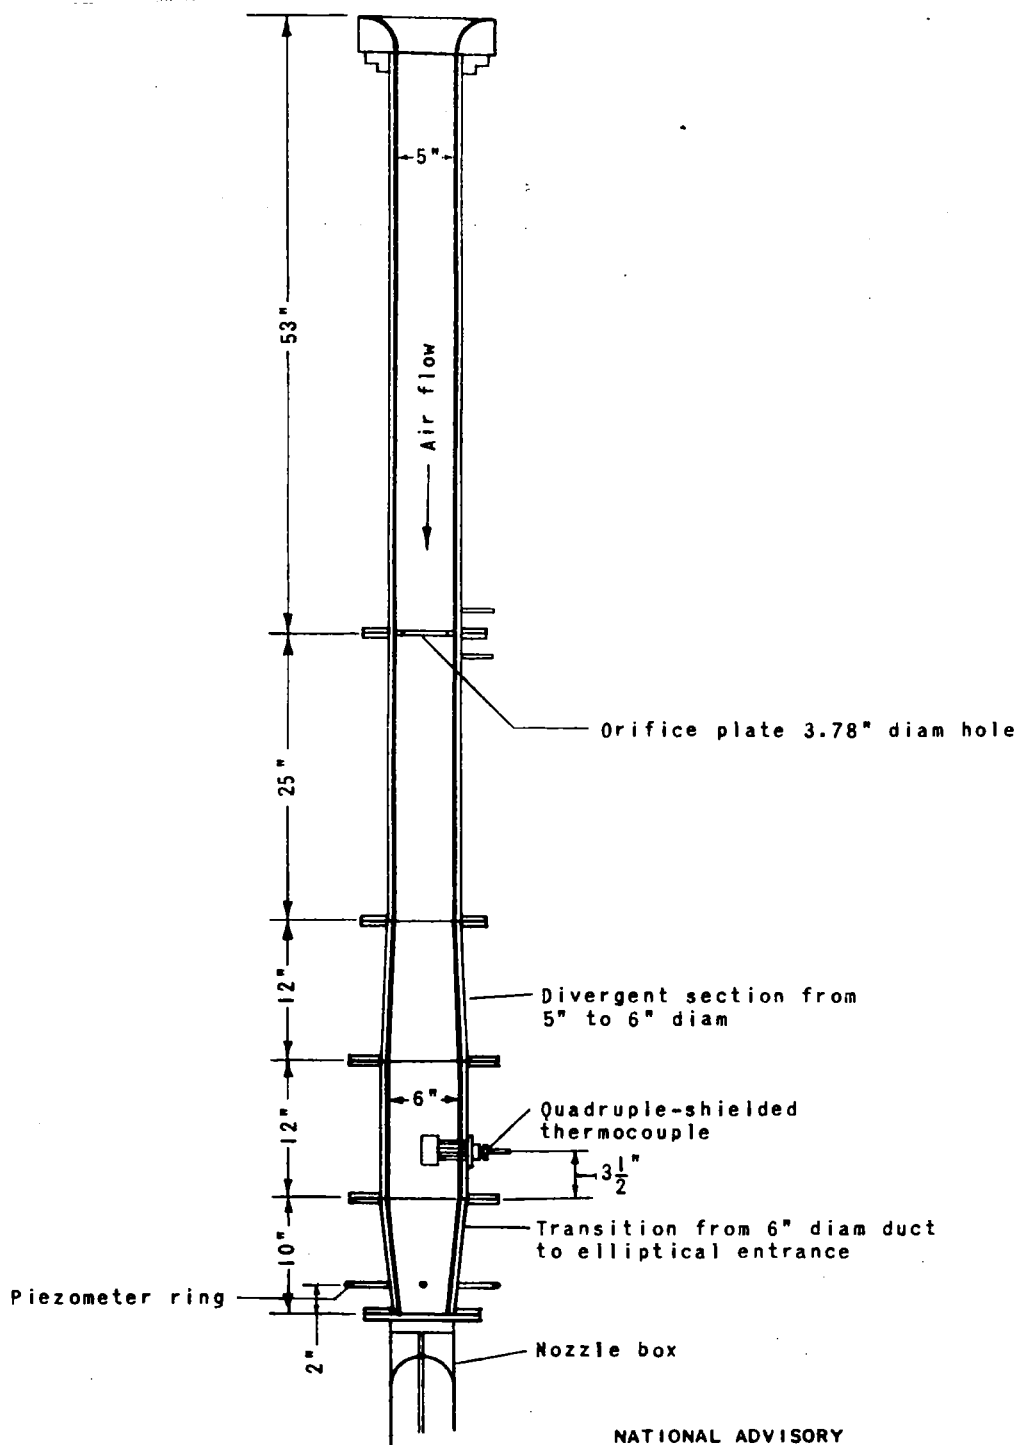 5"
53"
Air flow
Orifice plate 3.78" diam hole
25"
12"
Divergent section from
5" to 6" diam
6"
12"
Quadruple-shielded
thermocouple
3 1/2"
10"
Transition from 6" diam duct
to elliptical entrance
Piezometer ring
2"
Nozzle box
NATIONAL ADVISORY